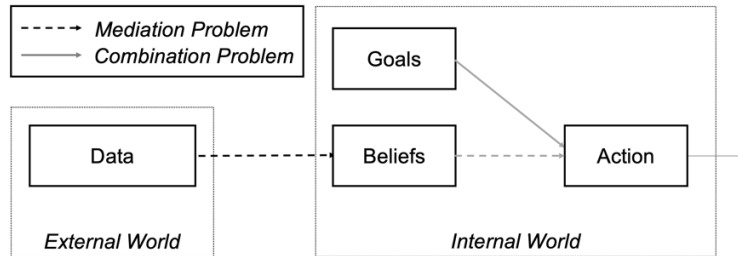 Mediation Problem
Combination Problem
Goals
Data
Beliefs
Action
External World
Internal World